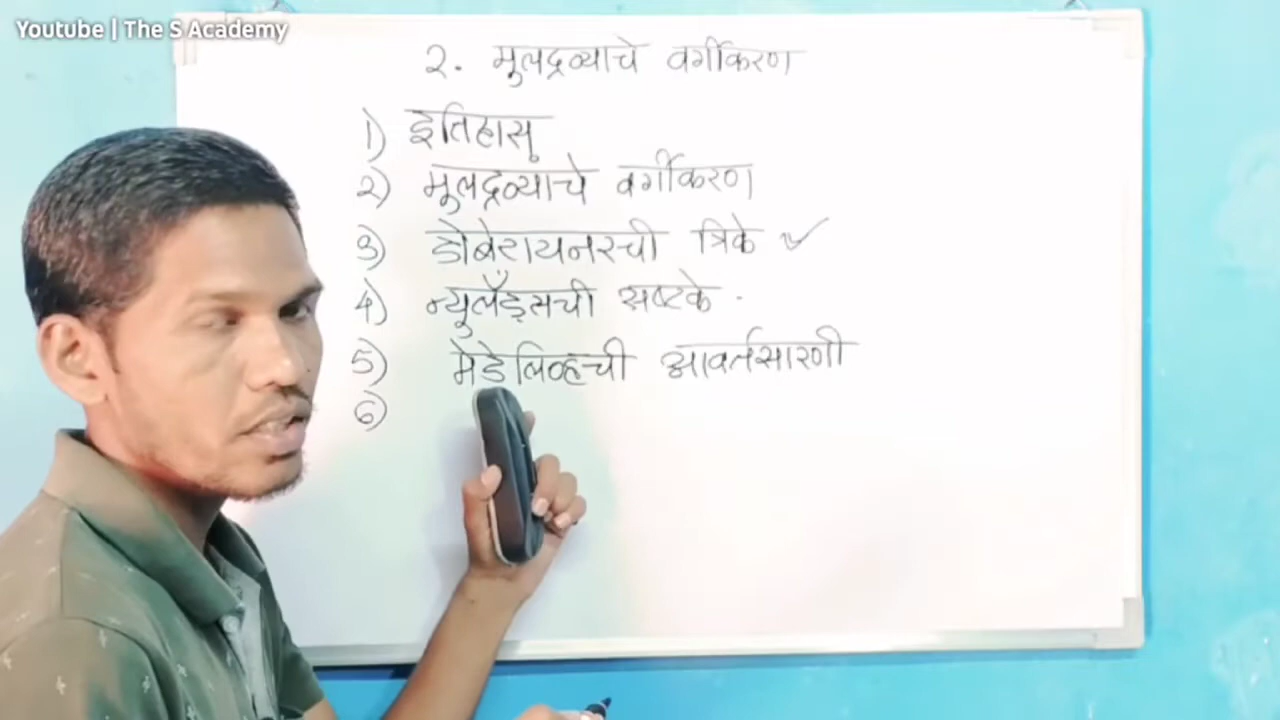 Youtube | The S Academy
२. मुलद्रव्याचे वर्गीकरण
1) इतिहास
2) मुलद्रव्याचे वर्गीकरण
3) डोबेरायनरची त्रिके
4) न्युलँड्सची अष्टके
5) मेंडेलिव्हची आवर्तसारणी
6)